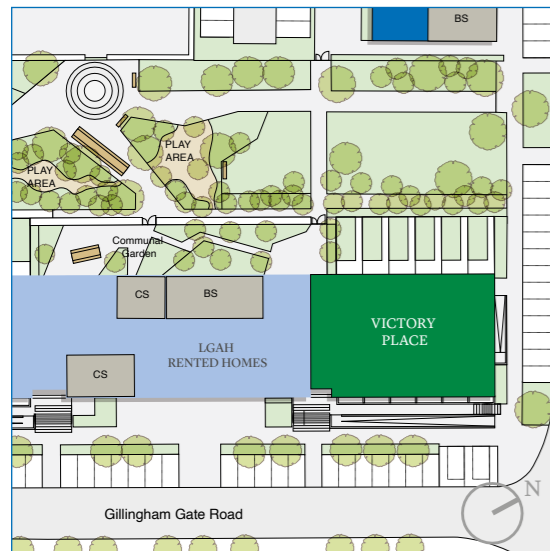 BS
PLAY
AREA
PLAY
AREA
Communal
Garden
CS
BS
VICTORY
PLACE
LGAH
RENTED HOMES
CS
N
Gillingham Gate Road